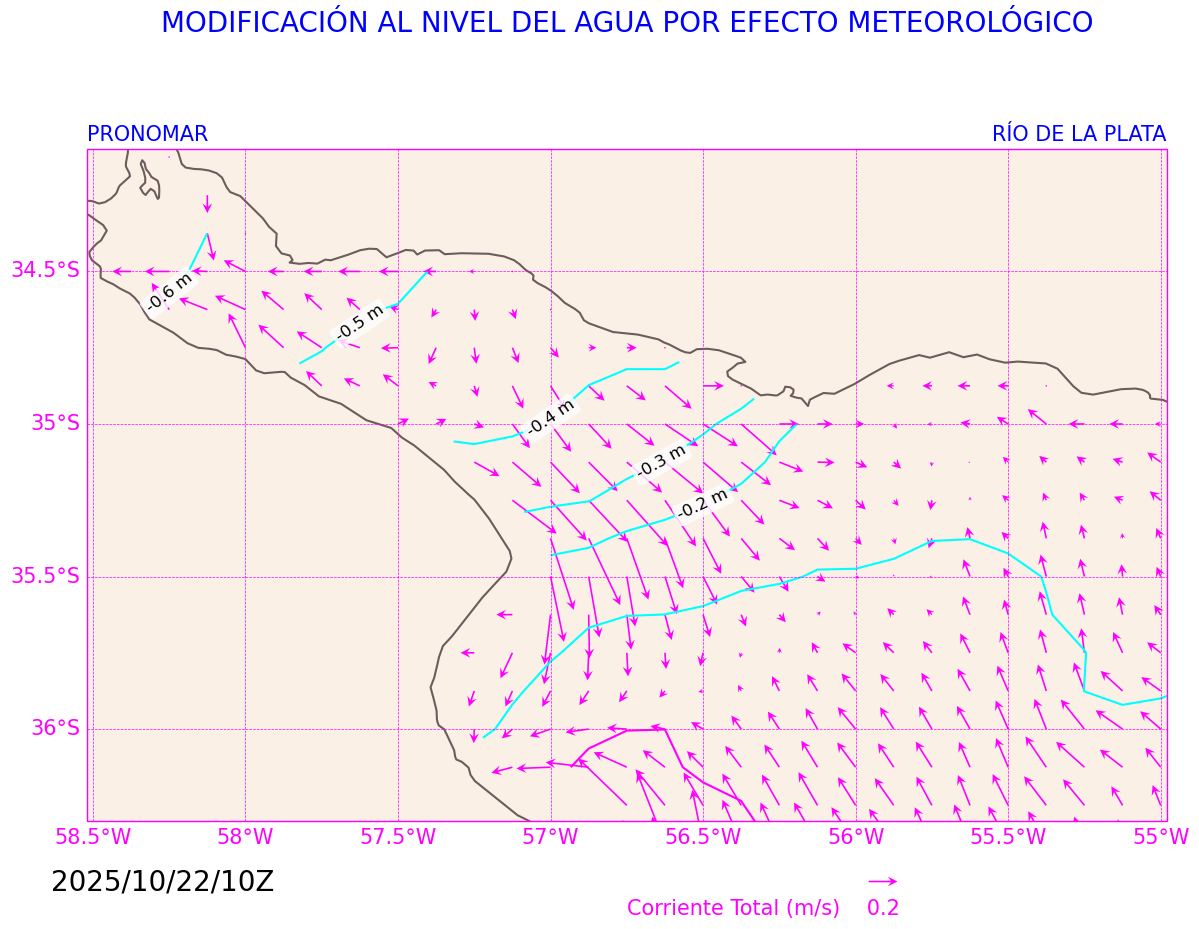 MODIFICACIÓN AL NIVEL DEL AGUA POR EFECTO METEOROLÓGICO
PRONOMAR RÍO DE LA PLATA
34.5°S
-0.6 m
-0.5 m
-0.4 m
35°S
-0.3 m
-0.2 m
35.5°S
36°S
58.5°W 58°W 57.5°W 57°W 56.5°W 56°W 55.5°W 55°W
2025/10/22/10Z
Corriente Total (m/s) 0.2